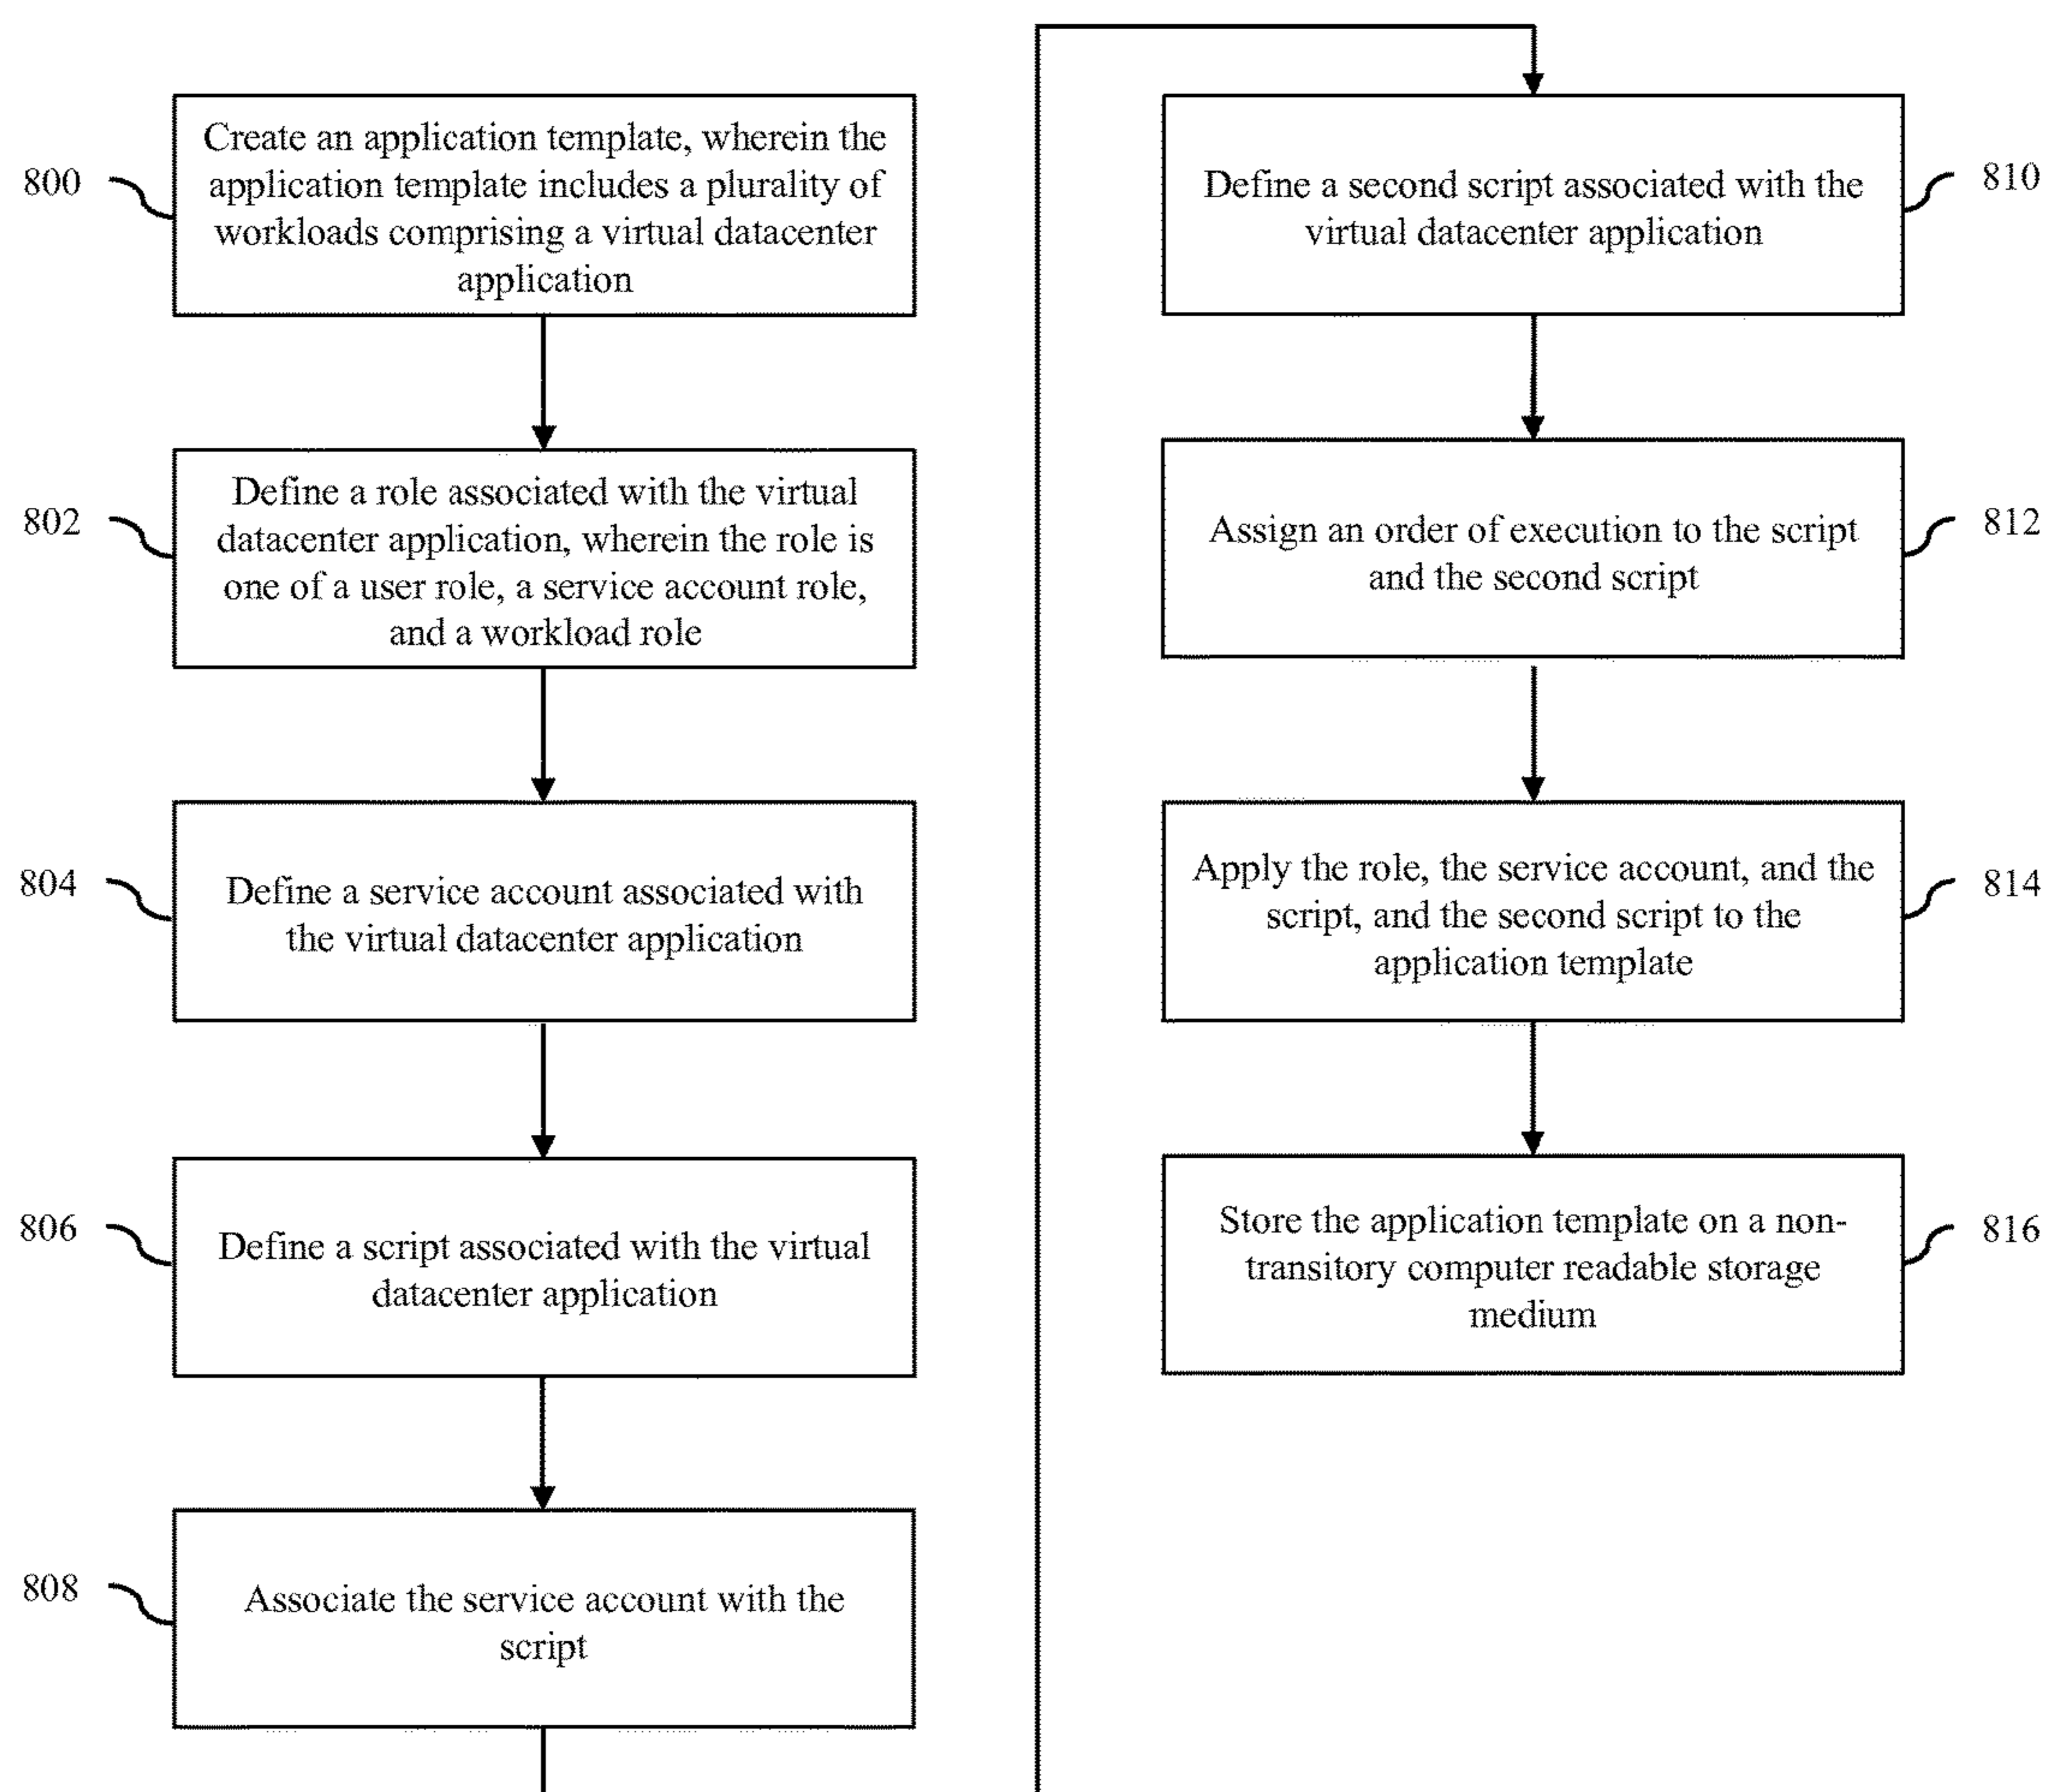 800
Create an application template, wherein the
application template includes a plurality of
workloads comprising a virtual datacenter
application
802
Define a role associated with the virtual
datacenter application, wherein the role is
one of a user role, a service account role,
and a workload role
804
Define a service account associated with
the virtual datacenter application
806
Define a script associated with the virtual
datacenter application
808
Associate the service account with the
script
810
Define a second script associated with the
virtual datacenter application
812
Assign an order of execution to the script
and the second script
814
Apply the role, the service account, and the
script, and the second script to the
application template
816
Store the application template on a non-
transitory computer readable storage
medium